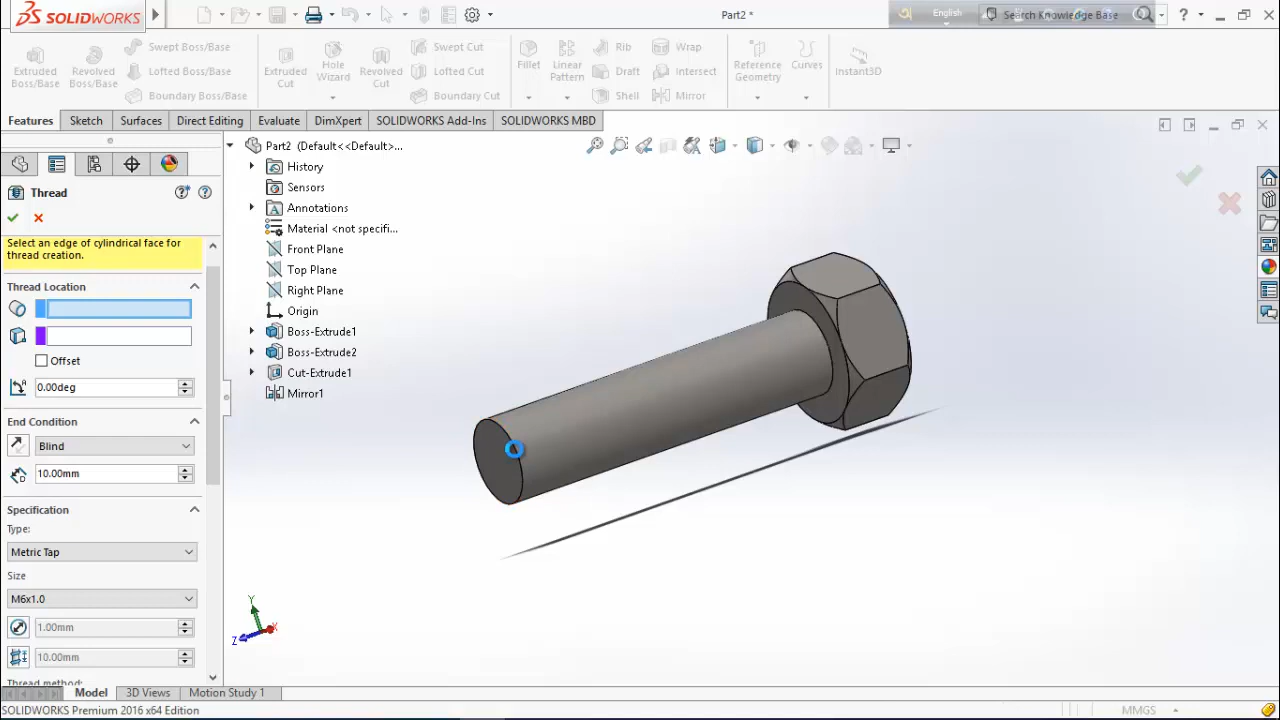 SOLIDWORKS
Part2 *
English
Search Knowledge Base
?
Extruded Boss/Base
Revolved Boss/Base
Swept Boss/Base
Lofted Boss/Base
Boundary Boss/Base
Extruded Cut
Hole Wizard
Revolved Cut
Swept Cut
Lofted Cut
Boundary Cut
Fillet
Linear Pattern
Rib
Draft
Shell
Wrap
Intersect
Mirror
Reference Geometry
Curves
Instant3D
Features
Sketch
Surfaces
Direct Editing
Evaluate
DimXpert
SOLIDWORKS Add-Ins
SOLIDWORKS MBD
Thread
Select an edge of cylindrical face for
thread creation.
Thread Location
Offset
0.00deg
End Condition
Blind
10.00mm
Specification
Type:
Metric Tap
Size
M6x1.0
1.00mm
10.00mm
Thread method:
Part2 (Default<<Default>...
History
Sensors
Annotations
Material <not specifi...
Front Plane
Top Plane
Right Plane
Origin
Boss-Extrude1
Boss-Extrude2
Cut-Extrude1
Mirror1
Y
Z
X
Model
3D Views
Motion Study 1
SOLIDWORKS Premium 2016 x64 Edition
MMGS